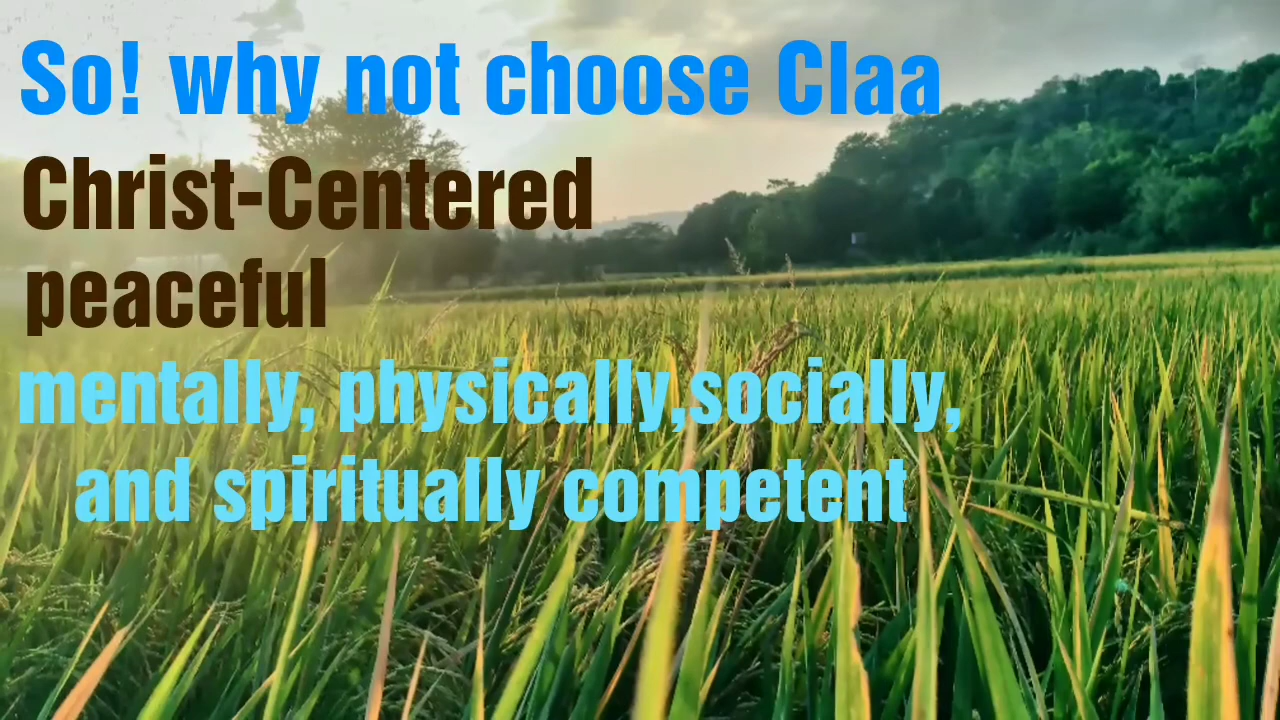 So! why not choose Claa
Christ-Centered
peaceful
mentally, physically,socially,
and spiritually competent